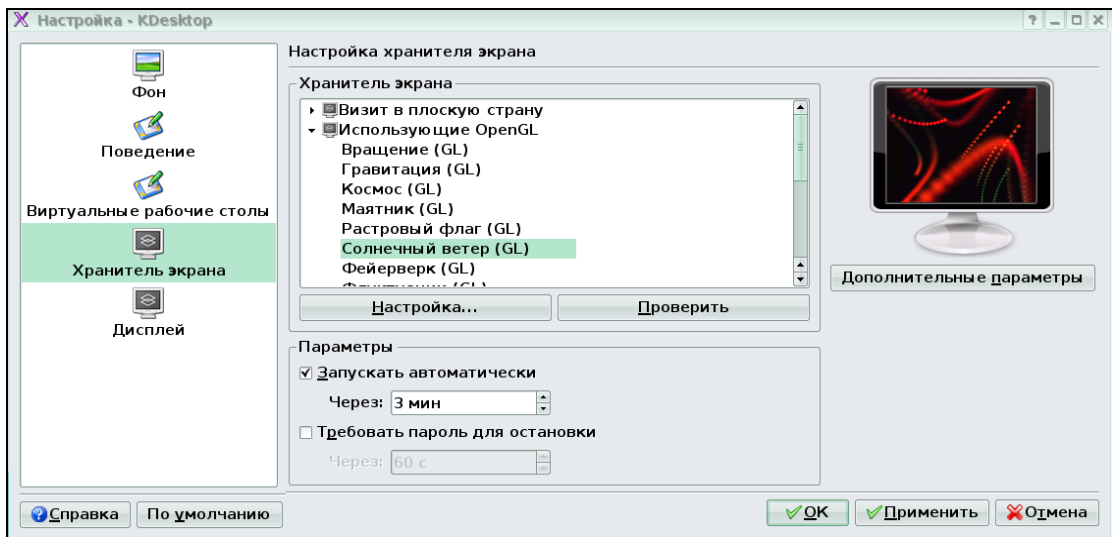 Настройка - KDesktop
Фон
Поведение
Виртуальные рабочие столы
Хранитель экрана
Дисплей
Настройка хранителя экрана
Хранитель экрана
Визит в плоскую страну
Использующие OpenGL
Вращение (GL)
Гравитация (GL)
Космос (GL)
Маятник (GL)
Растровый флаг (GL)
Солнечный ветер (GL)
Фейерверк (GL)
Настройка...
Проверить
Дополнительные параметры
Параметры
Запускать автоматически
Через: 3 мин
Требовать пароль для остановки
Через: 60 с
Справка
По умолчанию
OK
Применить
Отмена